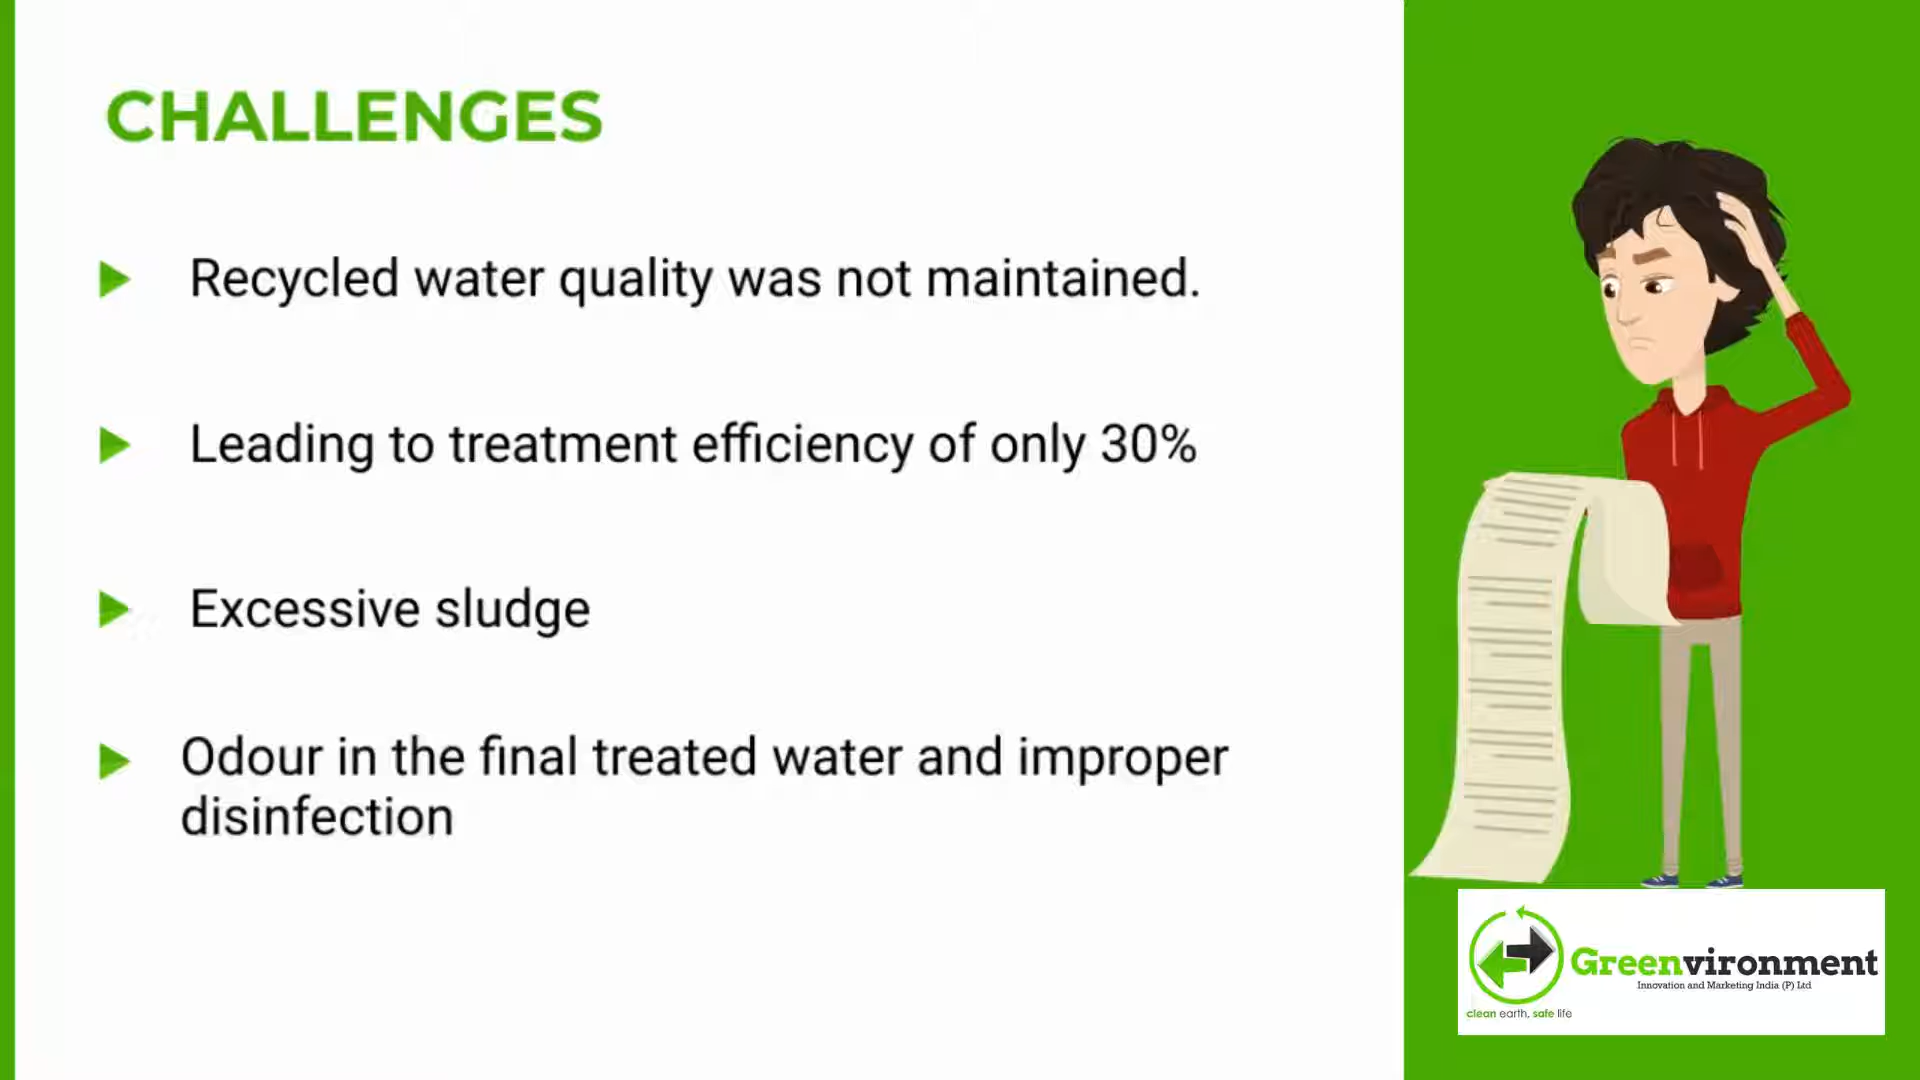 CHALLENGES
Recycled water quality was not maintained.
Leading to treatment efficiency of only 30%
Excessive sludge
Odour in the final treated water and improper
disinfection
Greenvironment
Innovation and Marketing India (P) Ltd
clean earth, safe life